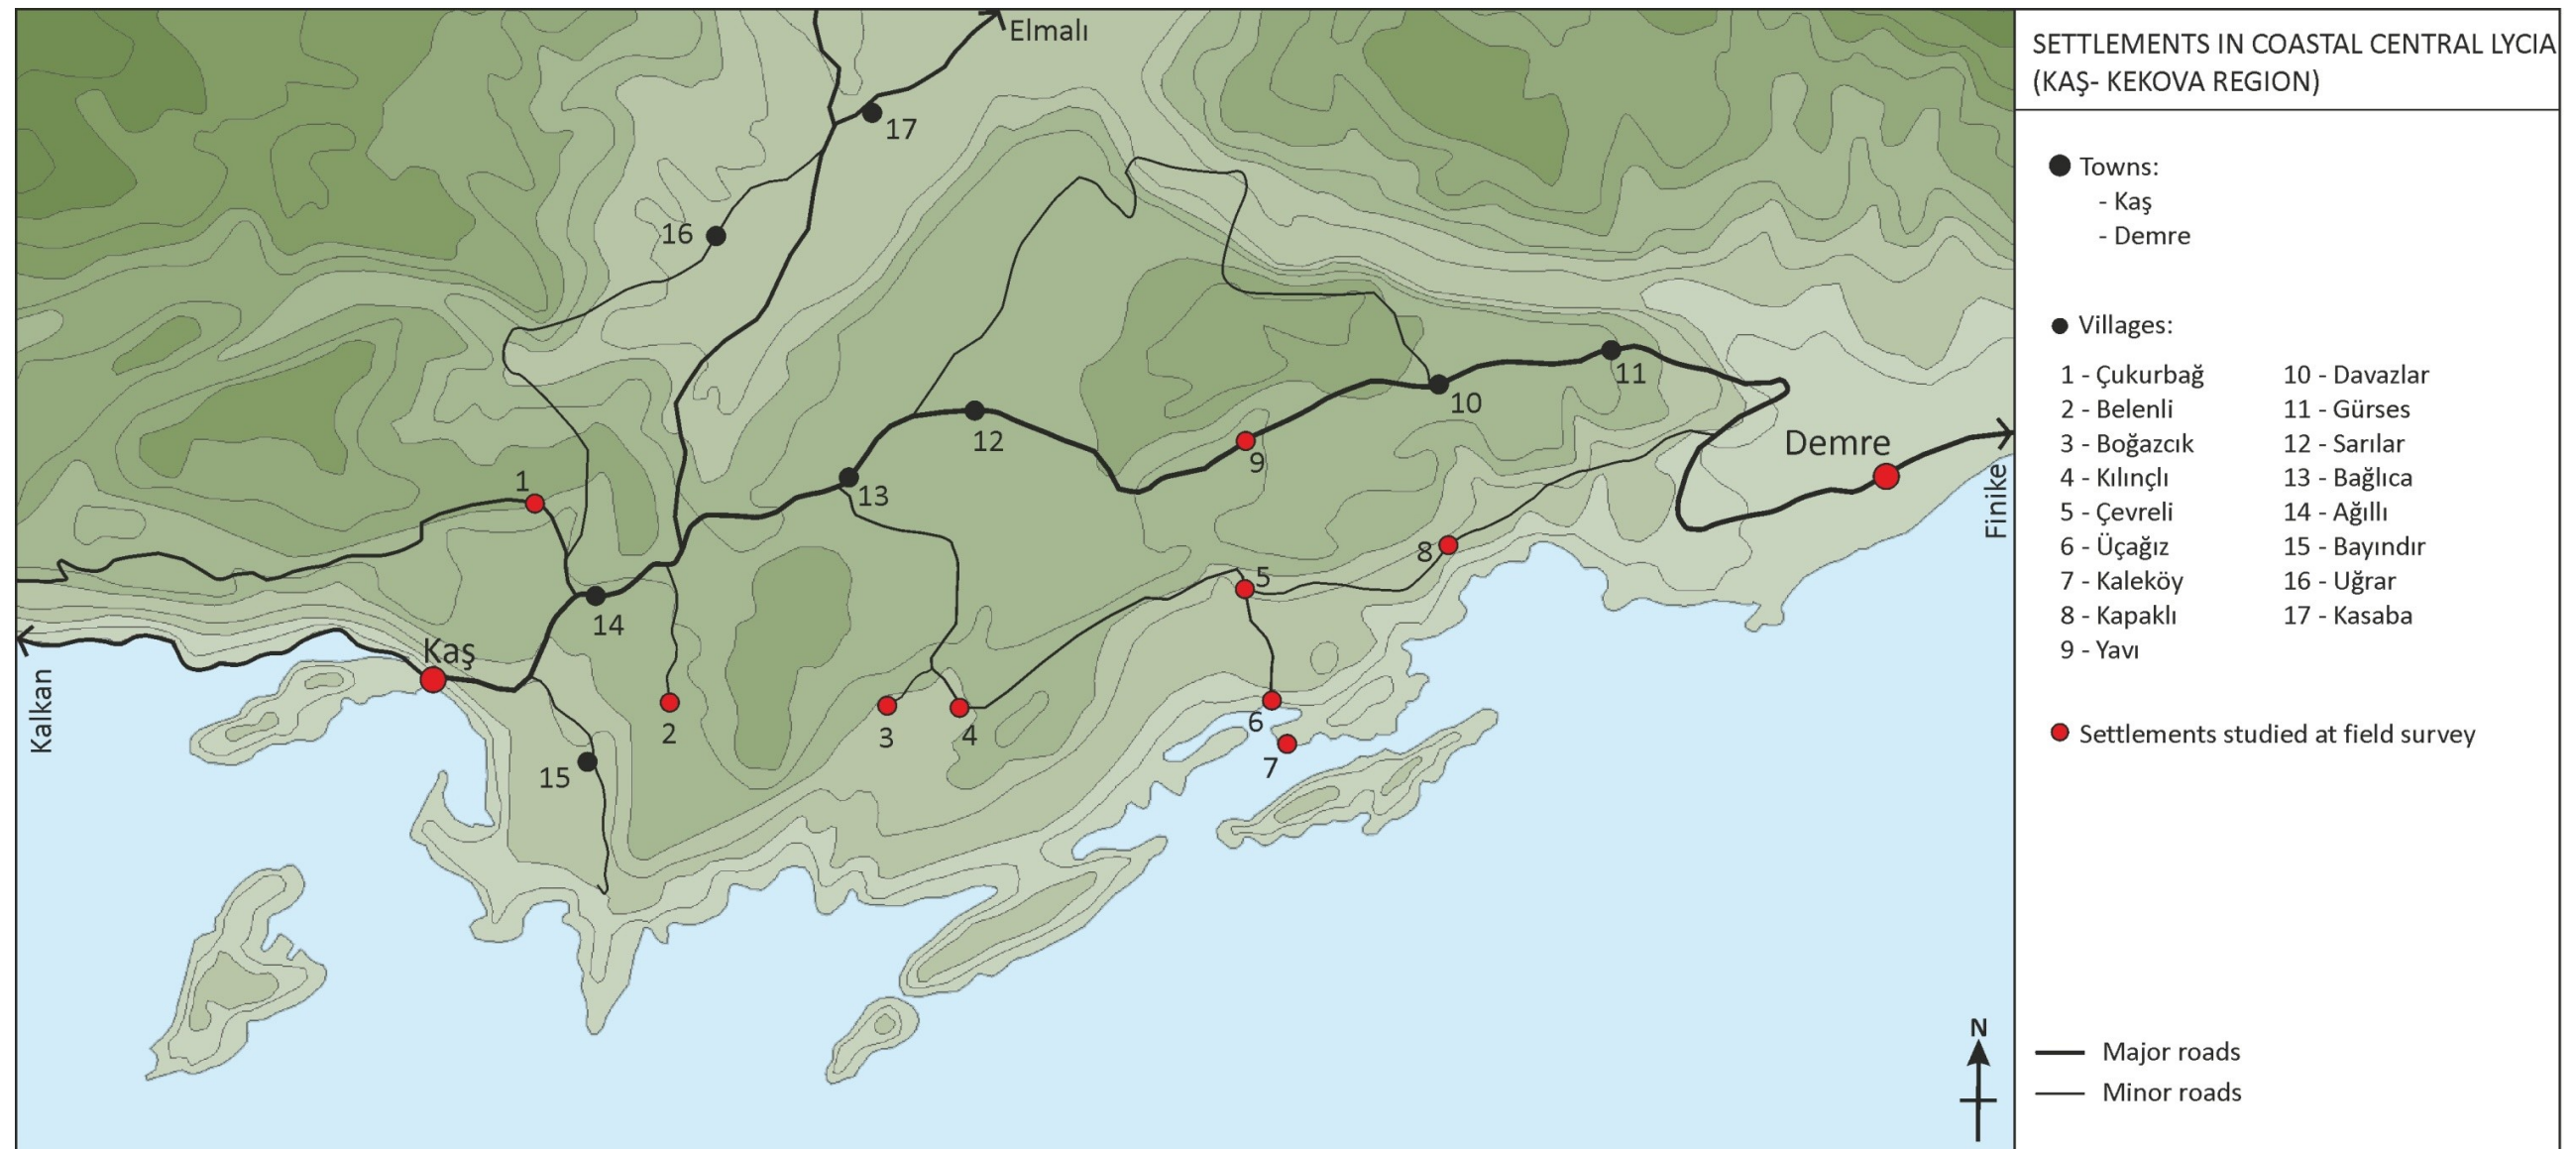 Elmalı
17
16
11
10
12
Demre
9
13
1
Finike
8
5
14
Kaş
Kalkan
2
3
4
6
7
15
N
SETTLEMENTS IN COASTAL CENTRAL LYCIA
(KAŞ- KEKOVA REGION)
Towns:
- Kaş
- Demre
Villages:
1 - Çukurbağ
2 - Belenli
3 - Boğazcık
4 - Kılınçlı
5 - Çevreli
6 - Üçağız
7 - Kaleköy
8 - Kapaklı
9 - Yavı
10 - Davazlar
11 - Gürses
12 - Sarılar
13 - Bağlıca
14 - Ağıllı
15 - Bayındır
16 - Uğrar
17 - Kasaba
Settlements studied at field survey
Major roads
Minor roads